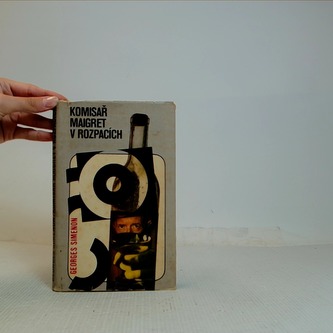 KOMISAŘ
MAIGRET
V ROZPACÍCH
GEORGES SIMENON